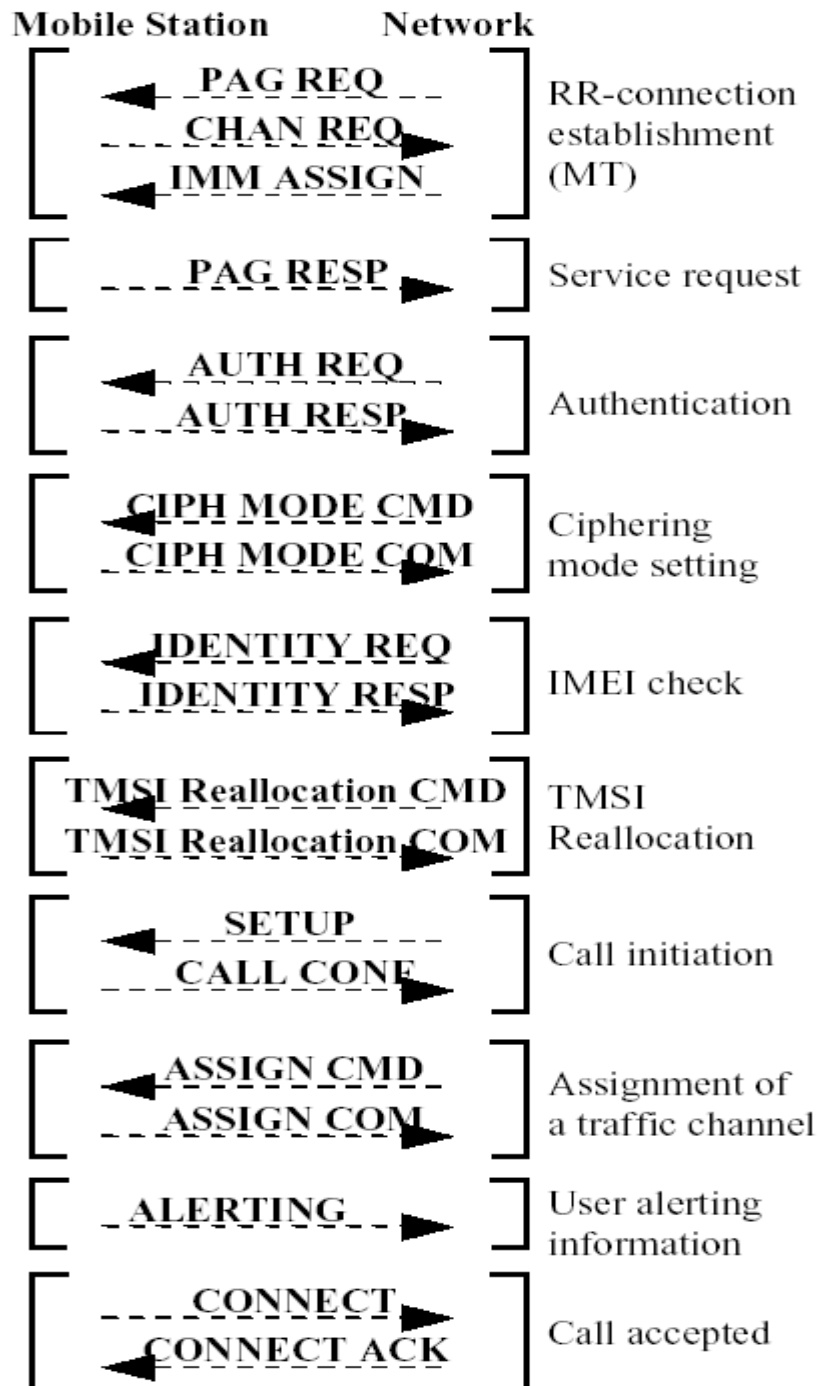 Mobile Station Network
PAG REQ
CHAN REQ
IMM ASSIGN
RR-connection
establishment
(MT)
PAG RESP
Service request
AUTH REQ
AUTH RESP
Authentication
CIPH MODE CMD
CIPH MODE COM
Ciphering
mode setting
IDENTITY REQ
IDENTITY RESP
IMEI check
TMSI Reallocation CMD
TMSI Reallocation COM
TMSI
Reallocation
SETUP
CALL CONF
Call initiation
ASSIGN CMD
ASSIGN COM
Assignment of
a traffic channel
ALERTING
User alerting
information
CONNECT
CONNECT ACK
Call accepted